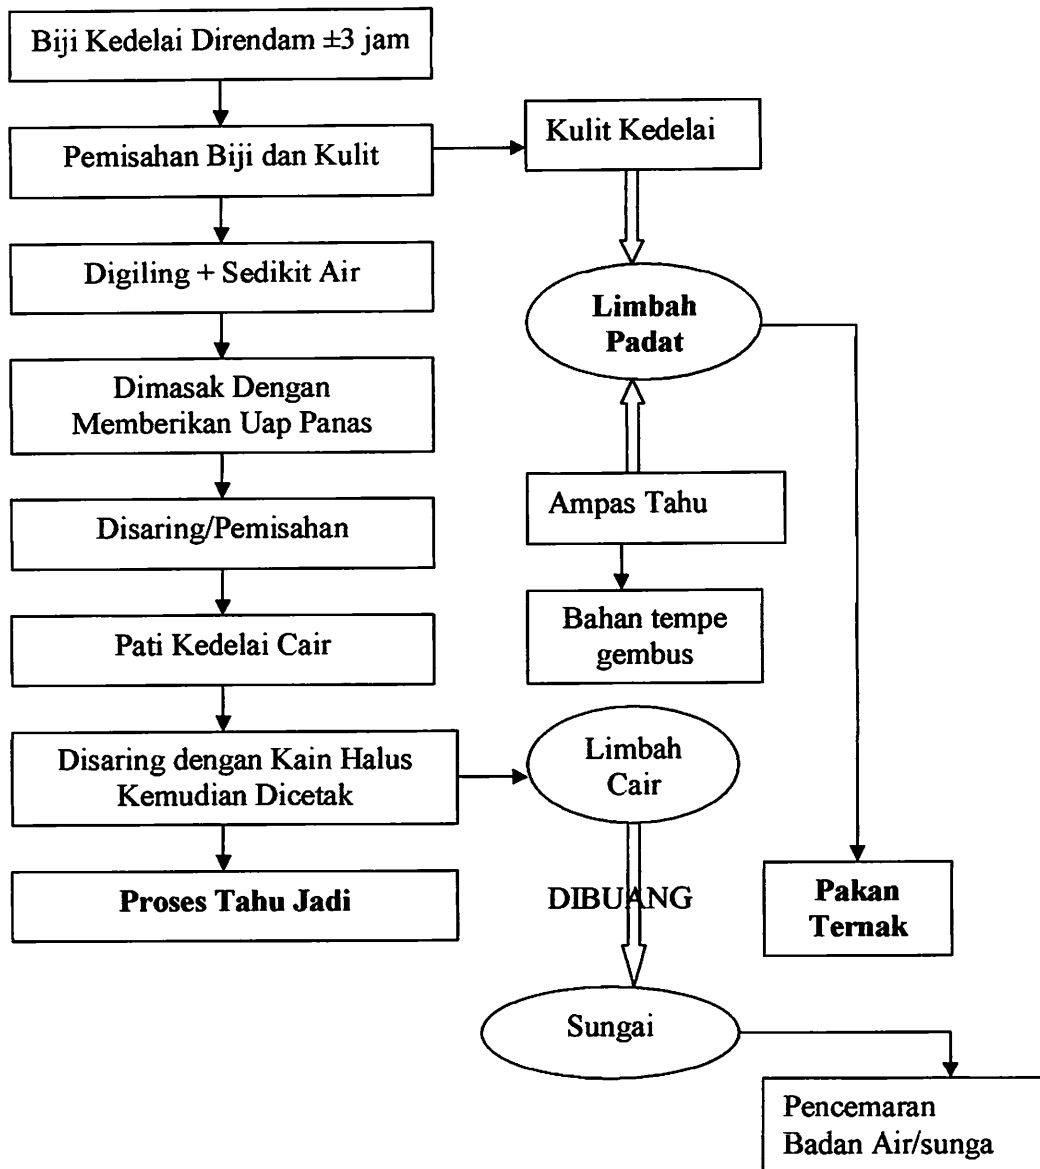 Biji Kedelai Direndam ±3 jam
Pemisahan Biji dan Kulit
Kulit Kedelai
Digiling + Sedikit Air
Limbah
Padat
Dimasak Dengan
Memberikan Uap Panas
Ampas Tahu
Disaring/Pemisahan
Bahan tempe
gembus
Pati Kedelai Cair
Disaring dengan Kain Halus
Kemudian Dicetak
Limbah
Cair
Proses Tahu Jadi
DIBUANG
Pakan
Ternak
Sungai
Pencemaran
Badan Air/sunga